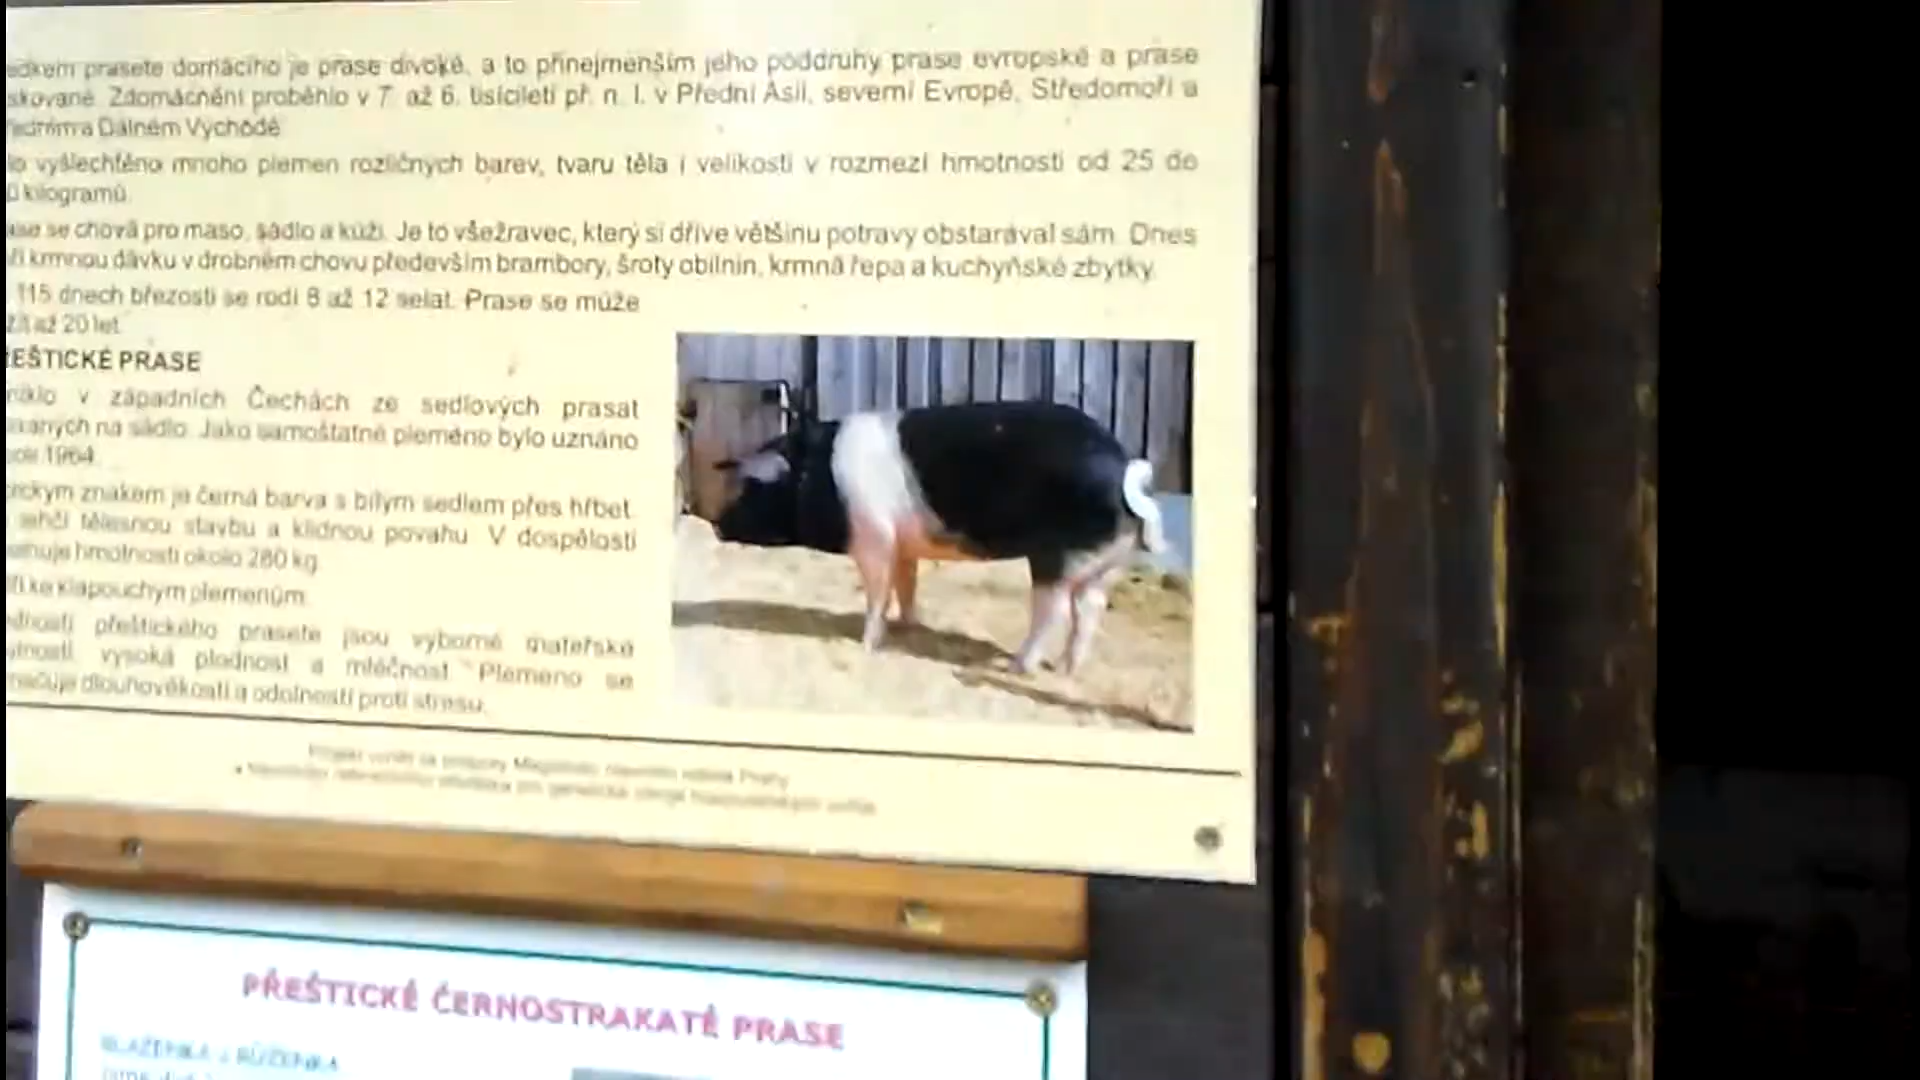 prasete domácího je prase divoké, a to přinejmenším jeho poddruhy prase evropské a prase
Zdomácnění proběhlo v 7. až 6. tisíciletí př. n. l. v Přední Asii, severní Evropě, Středomoří a
a Dálném Východě.
vyšlechtěno mnoho plemen rozličných barev, tvaru těla i velikosti v rozmezí hmotnosti od 25 do
kilogramů.
se chová pro maso, sádlo a kůži. Je to všežravec, který si dříve většinu potravy obstarával sám. Dnes
krmnou dávku v drobném chovu především brambory, šroty obilnin, krmná řepa a kuchyňské zbytky.
115 dnech březosti se rodí 8 až 12 selat. Prase se může
až 20 let.
EŠTICKÉ PRASE
v západních Čechách ze sedlových prasat
na sádlo. Jako samostatné plemeno bylo uznáno
1964.
znakem je černá barva s bílým sedlem přes hřbet.
lehčí tělesnou stavbu a klidnou povahu. V dospělosti
hmotnosti okolo 280 kg.
ke klapouchým plemenům.
přeštického prasete jsou výborné mateřské
vysoká plodnost a mléčnost. Plemeno se
dlouhověkostí a odolností proti stresu.
PŘEŠTICKÉ ČERNOSTRAKATÉ PRASE
BLAŽENKA a RŮŽENKA